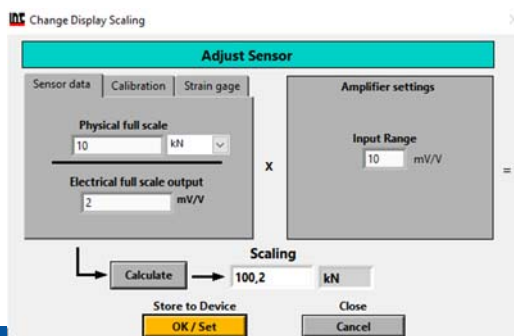 Change Display Scaling
Adjust Sensor
Sensor data Calibration Strain gage
Physical full scale
10 kN
Electrical full scale output
2 mV/V
x
Amplifier settings
Input Range
10 mV/V
=
Scaling
Calculate 100,2 kN
Store to Device Close
OK / Set Cancel